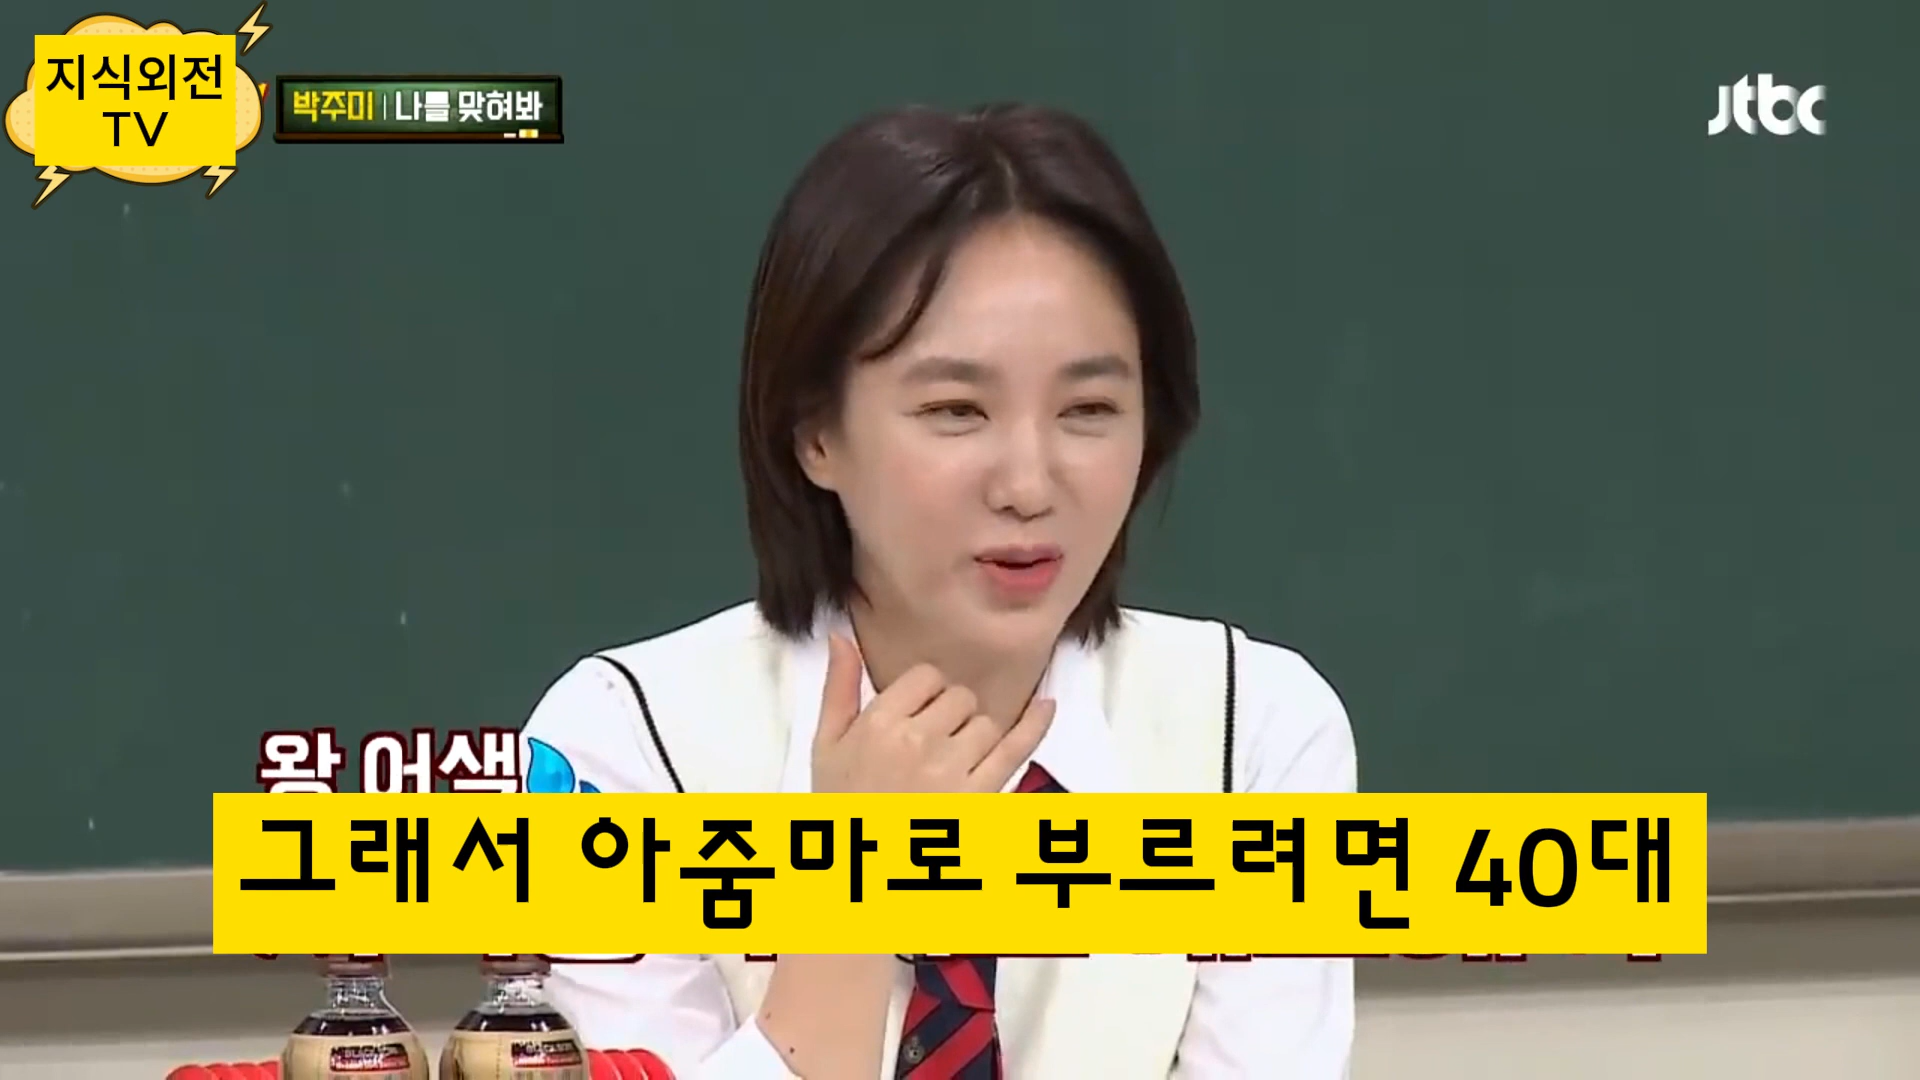 지식외전
TV
박주미 | 나를 맞혀봐
jtbc
왕 어색
그래서 아줌마로 부르려면 40대